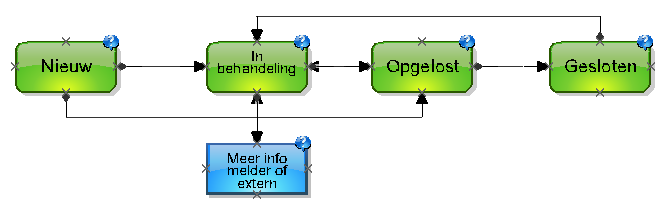 Nieuw
In
behandeling
Opgelost
Gesloten
Meer info
melder of
extern